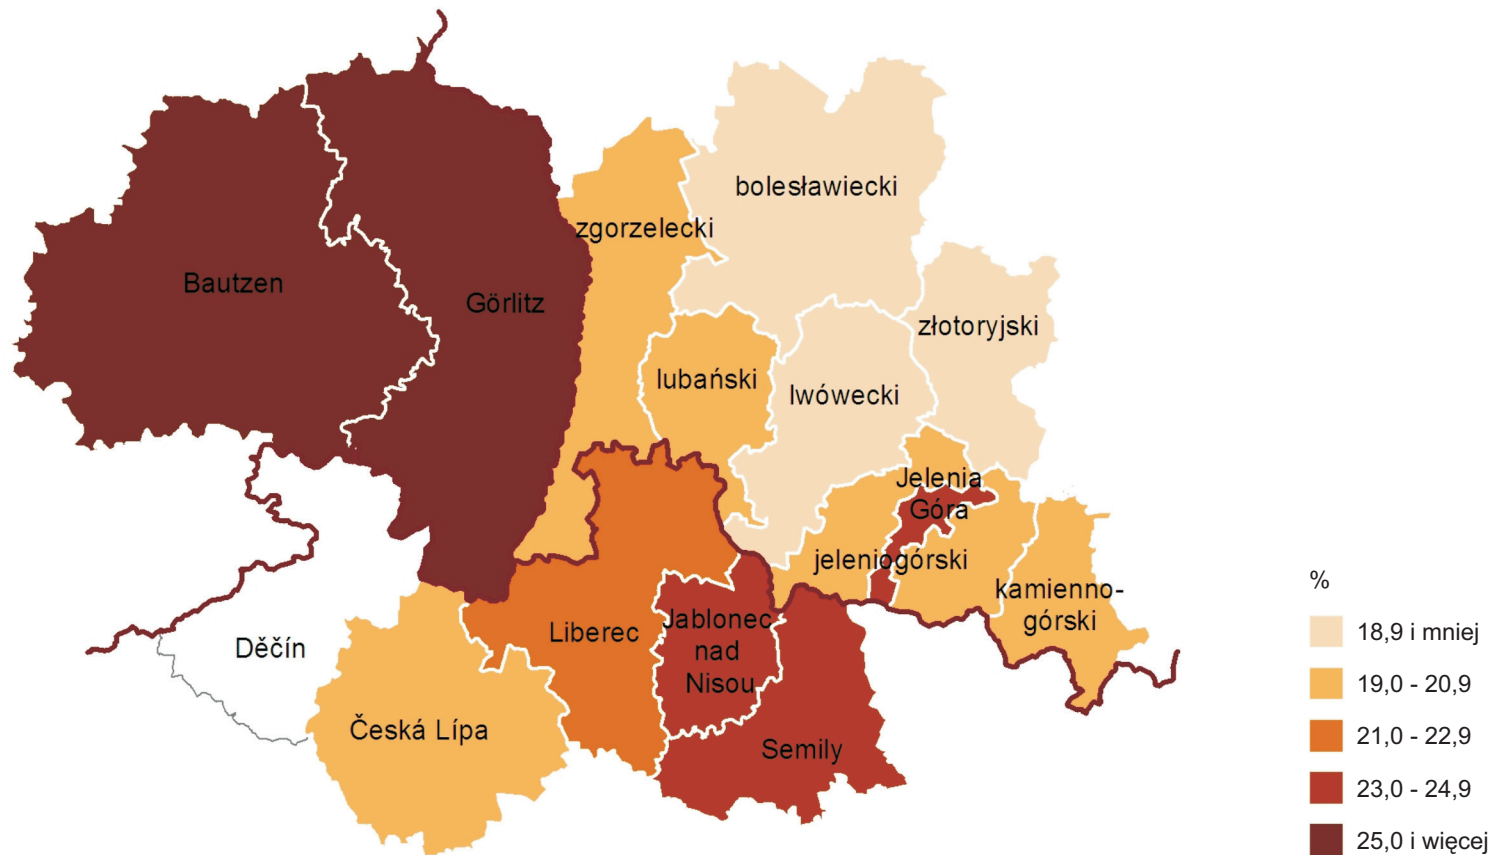 bolesławiecki
zgorzelecki
Bautzen
Görlitz
złotoryjski
lubański
lwówecki
Jelenia
Góra
jeleniogórski
kamienno-
górski
Liberec
Jablonec
nad
Nisou
Děčín
Česká Lípa
Semily
%
18,9 i mniej
19,0 - 20,9
21,0 - 22,9
23,0 - 24,9
25,0 i więcej